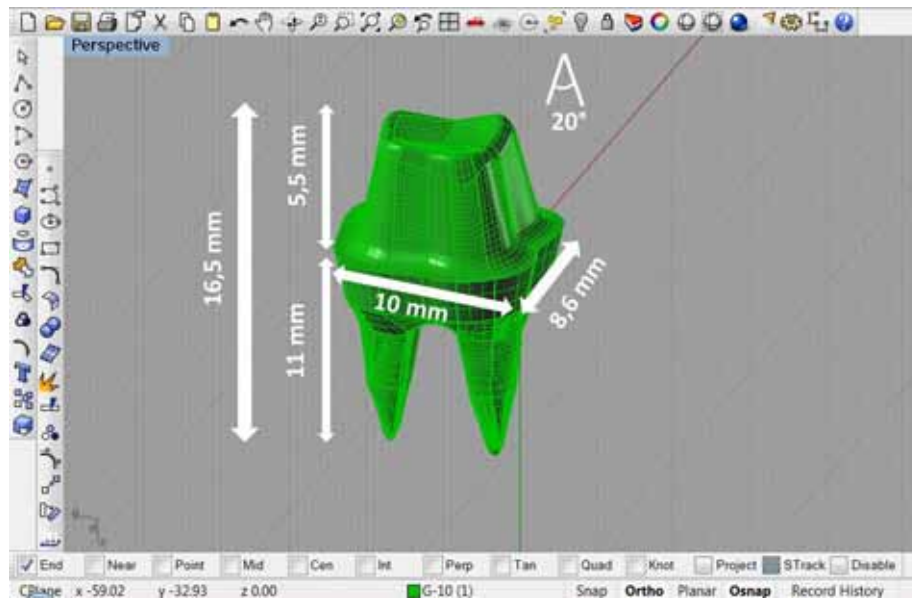 Perspective
20°
5,5 mm
16,5 mm
11 mm
10 mm
8,6 mm
End Near Point Mid Cen Int Perp Tan Quad Knot Project STrack Disable
CPlane x -59.02 y -32.93 z 0.00 G-10 (1) Snap Ortho Planar Osnap Record History